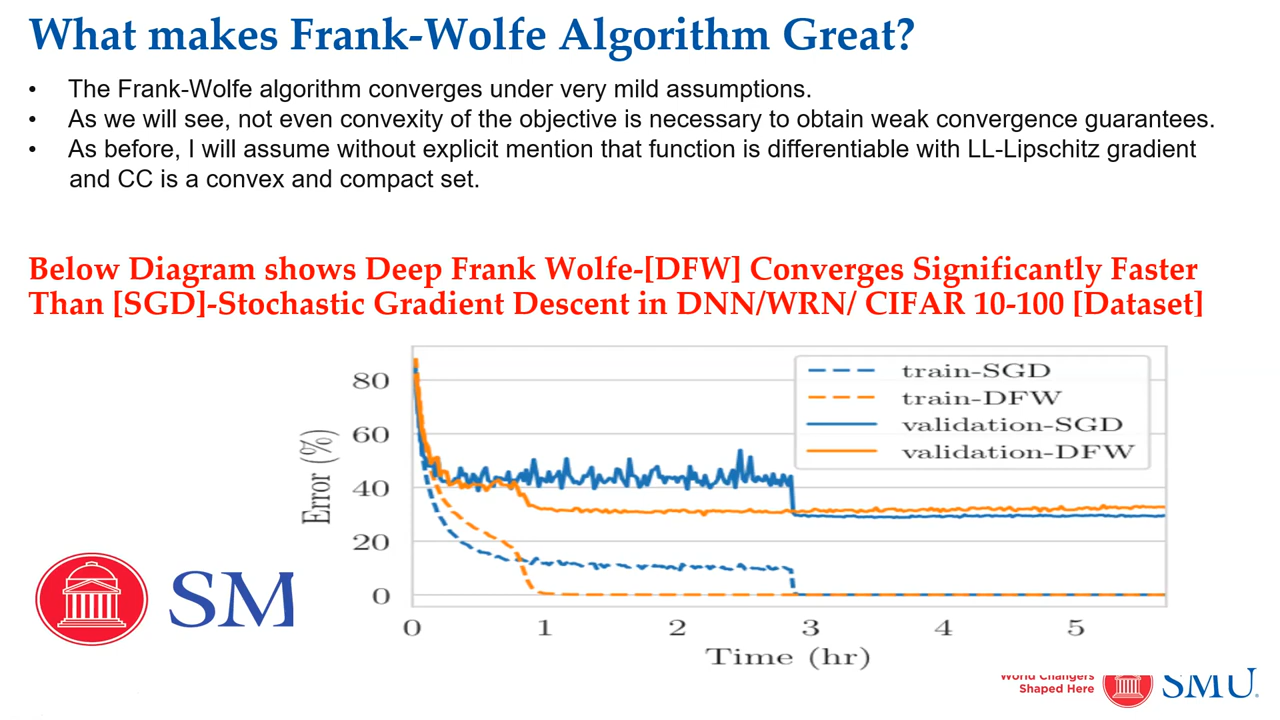 What makes Frank-Wolfe Algorithm Great?
• The Frank-Wolfe algorithm converges under very mild assumptions.
• As we will see, not even convexity of the objective is necessary to obtain weak convergence guarantees.
• As before, I will assume without explicit mention that function is differentiable with LL-Lipschitz gradient
and CC is a convex and compact set.
Below Diagram shows Deep Frank Wolfe-[DFW] Converges Significantly Faster
Than [SGD]-Stochastic Gradient Descent in DNN/WRN/ CIFAR 10-100 [Dataset]
train-SGD
train-DFW
validation-SGD
validation-DFW
Error (%)
80
60
40
20
0
0 1 2 3 4 5
Time (hr)
SM
World Changers
Shaped Here
SMU